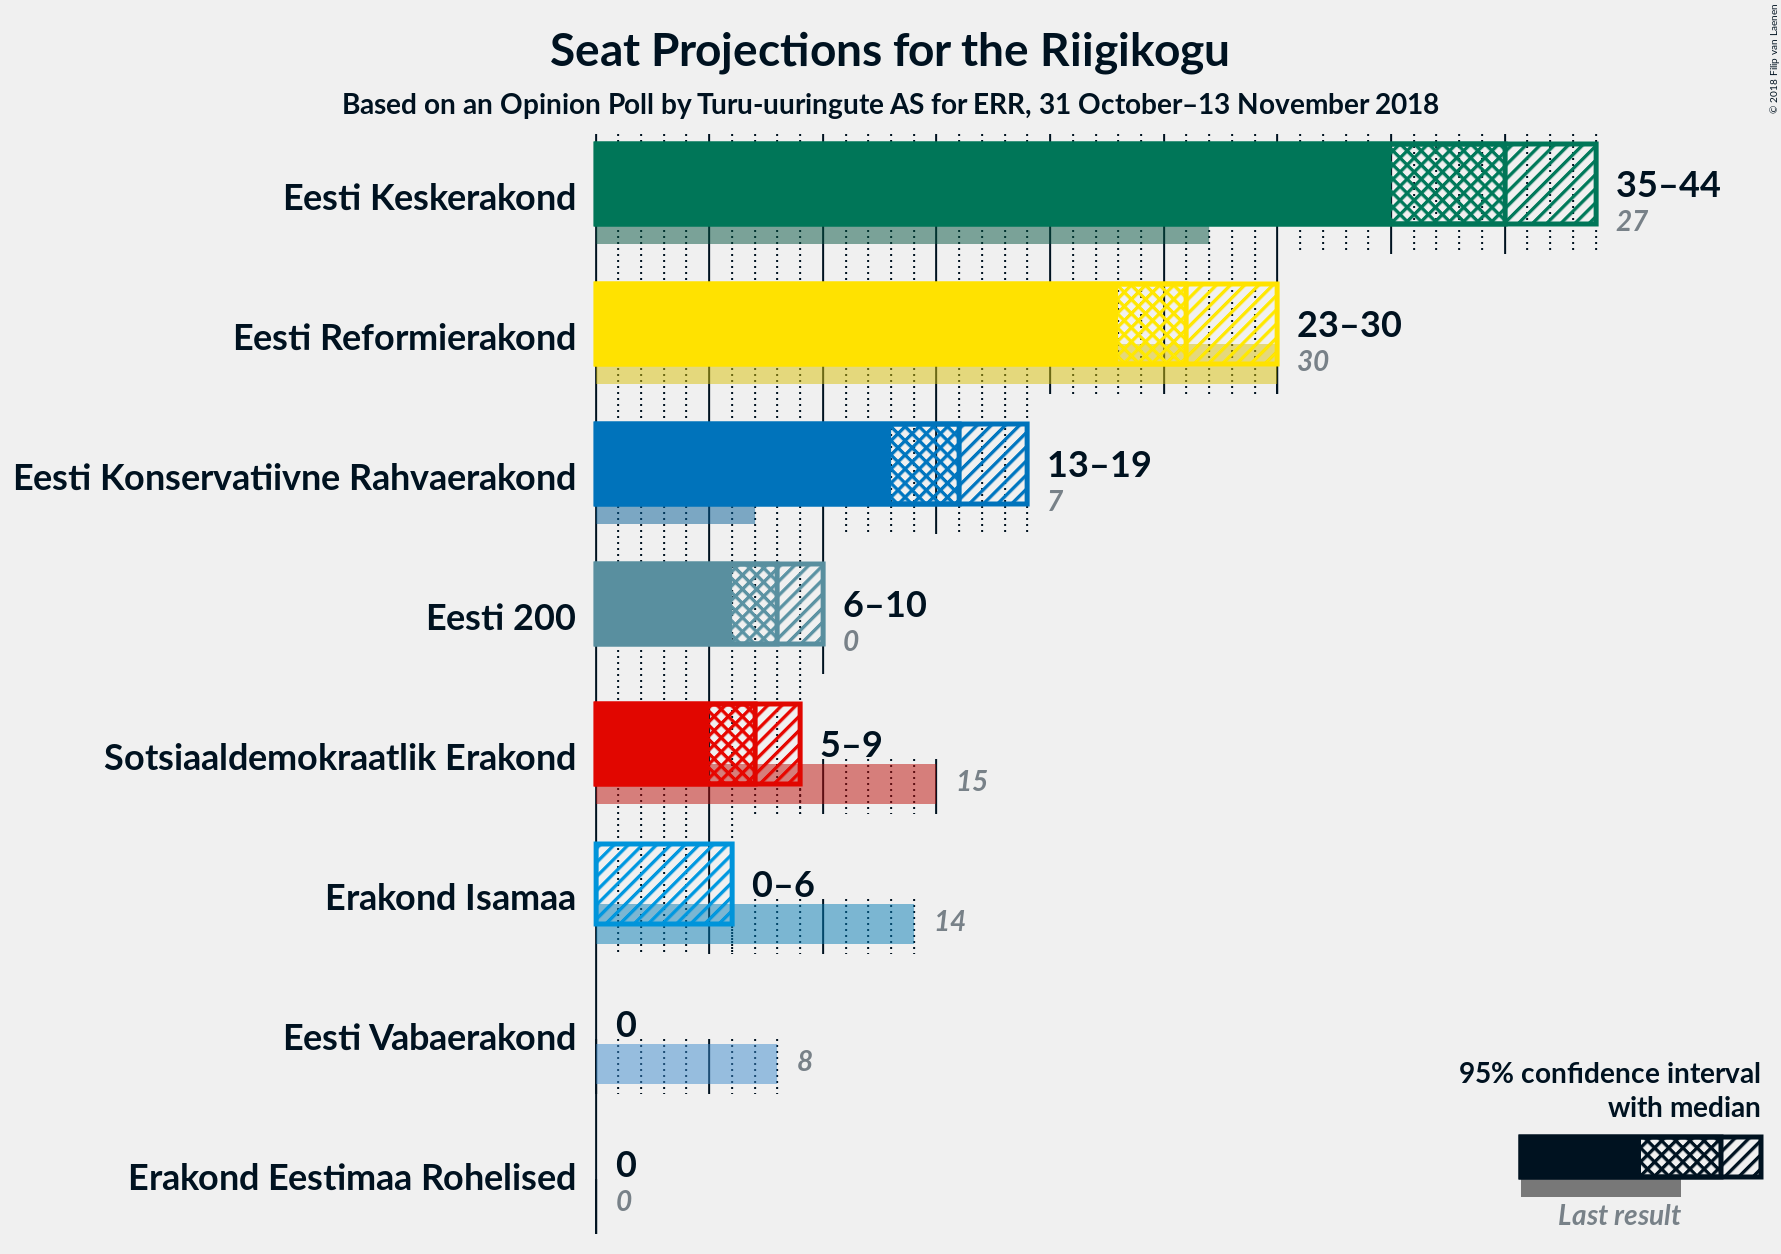 Seat Projections for the Riigikogu
Based on an Opinion Poll by Turu-uuringute AS for ERR, 31 October–13 November 2018
© 2018 Filip van Laenen
Eesti Keskerakond
35–44
27
Eesti Reformierakond
23–30
30
Eesti Konservatiivne Rahvaerakond
13–19
7
Eesti 200
6–10
0
Sotsiaaldemokraatlik Erakond
5–9
15
Erakond Isamaa
0–6
14
Eesti Vabaerakond
0
8
Erakond Eestimaa Rohelised
0
0
95% confidence interval
with median
Last result